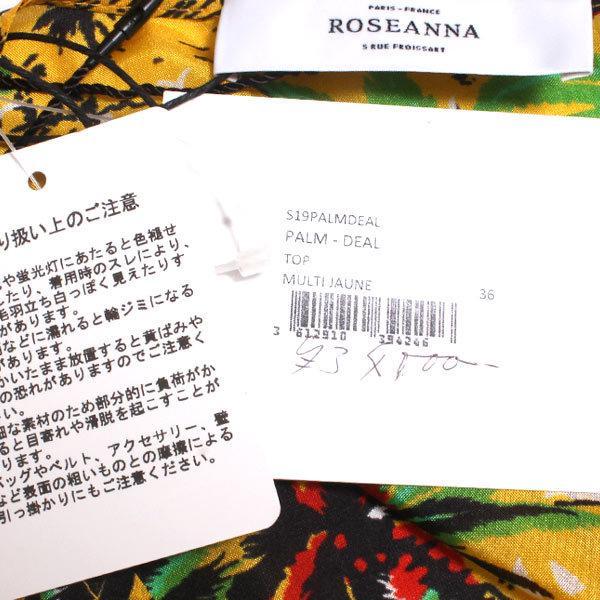 PARIS - FRANCE
ROSEANNA
5 RUE FROISSART
S19PALMDEAL
PALM - DEAL
TOP
MULTI JAUNE 36
3 612910 394246
り扱い上のご注意
や蛍光灯にあたると色褪せ
たり、着用時のスレにより、
毛羽立ち白っぽく見えたりす
があります。
などに濡れると輪ジミになる
があります。
かいたまま放置すると黄ばみや
の恐れがありますのでご注意く
い。
細な素材のため部分的に負荷がか
ると目寄れや滑脱を起こすことが
ります。
バッグやベルト、アクセサリー、壁
など表面の粗いものとの摩擦による
引っ掛かりにもご注意ください。